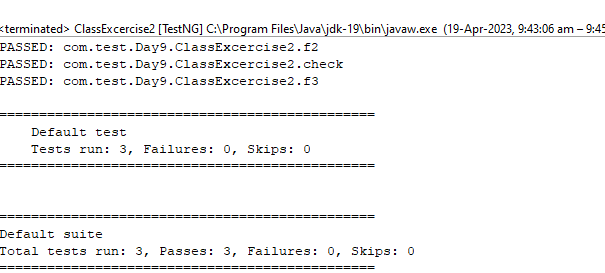 <terminated> ClassExcercise2 [TestNG] C:\Program Files\Java\jdk-19\bin\javaw.exe (19-Apr-2023, 9:43:06 am – 9:45
PASSED: com.test.Day9.ClassExcercise2.f2
PASSED: com.test.Day9.ClassExcercise2.check
PASSED: com.test.Day9.ClassExcercise2.f3
===============================================
Default test
Tests run: 3, Failures: 0, Skips: 0
===============================================
===============================================
Default suite
Total tests run: 3, Passes: 3, Failures: 0, Skips: 0
===============================================